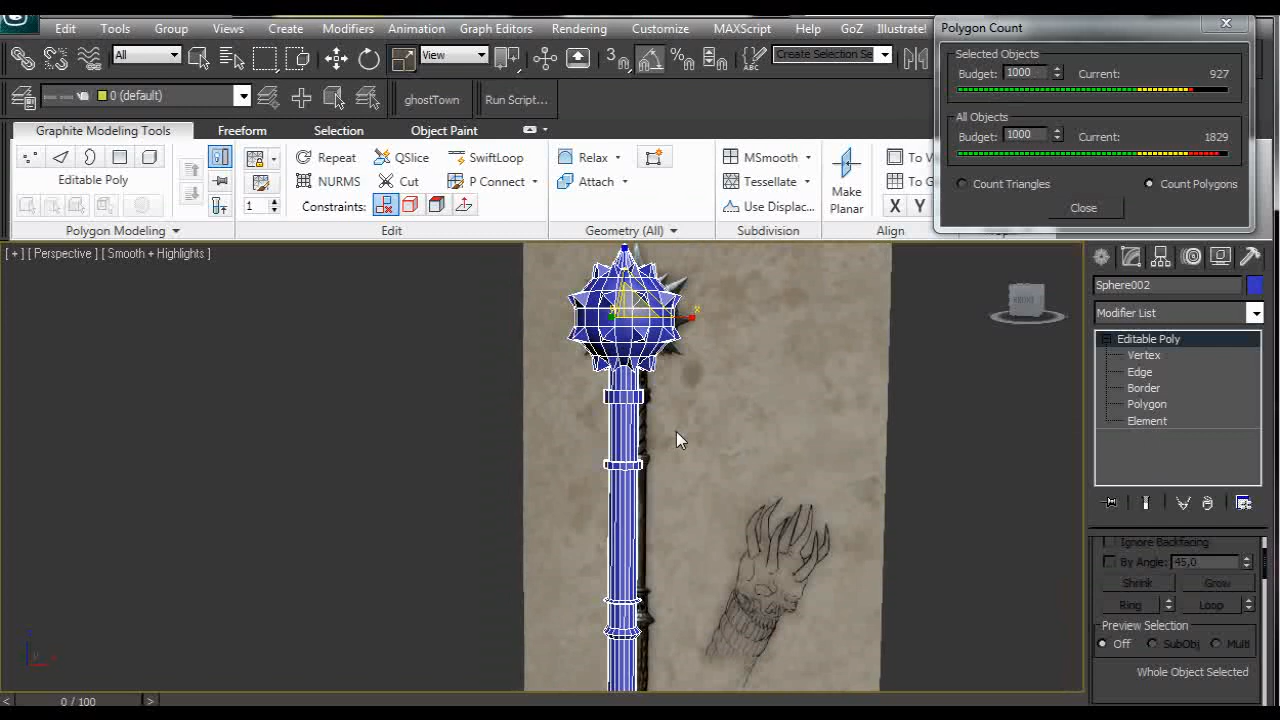 Edit Tools Group Views Create Modifiers Animation Graph Editors Rendering Customize MAXScript Help GoZ Illustrate
Polygon Count
Selected Objects
Budget: 1000 Current: 927
All Objects
Budget: 1000 Current: 1829
Count Triangles Count Polygons
Close
All View Create Selection Se
0 (default) ghostTown Run Script...
Graphite Modeling Tools Freeform Selection Object Paint
Repeat QSlice SwiftLoop Relax MSmooth To V
Editable Poly NURMS Cut P Connect Attach Tessellate Make Planar To G
1 Constraints: Use Displac... X Y
Polygon Modeling Edit Geometry (All) Subdivision Align
[ + ] [ Perspective ] [ Smooth + Highlights ]
FRONT
x
Sphere002
Modifier List
Editable Poly
Vertex
Edge
Border
Polygon
Element
Ignore Backfacing
By Angle: 45,0
Shrink Grow
Ring Loop
Preview Selection
Off SubObj Multi
Whole Object Selected
< 0 / 100 >